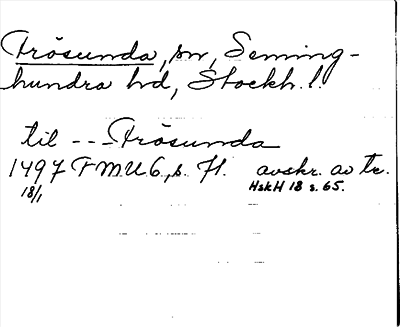 Frösunda, sn, Seming-
hundra hd, Stockh. l.
til -- Frösunda
1497 FMU 6, s. 71. avskr. av tr.
18/1 HskH 18 s. 65.